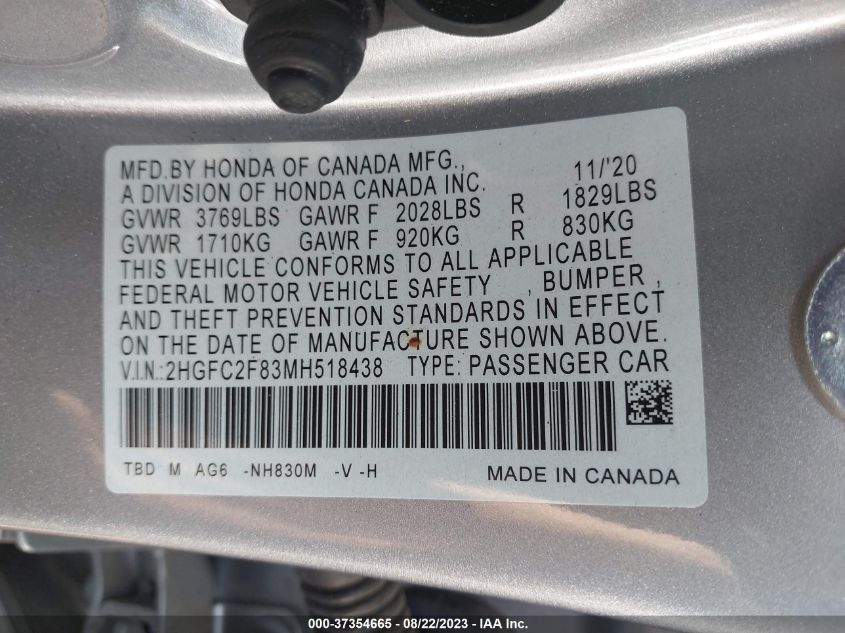 MFD.BY HONDA OF CANADA MFG., 11/'20
A DIVISION OF HONDA CANADA INC.
GVWR 3769LBS GAWR F 2028LBS R 1829LBS
GVWR 1710KG GAWR F 920KG R 830KG
THIS VEHICLE CONFORMS TO ALL APPLICABLE
FEDERAL MOTOR VEHICLE SAFETY , BUMPER ,
AND THEFT PREVENTION STANDARDS IN EFFECT
ON THE DATE OF MANUFACTURE SHOWN ABOVE.
V.I.N.:2HGFC2F83MH518438 TYPE: PASSENGER CAR
TBD M AG6 -NH830M -V -H MADE IN CANADA
000-37354665 - 08/22/2023 - IAA Inc.